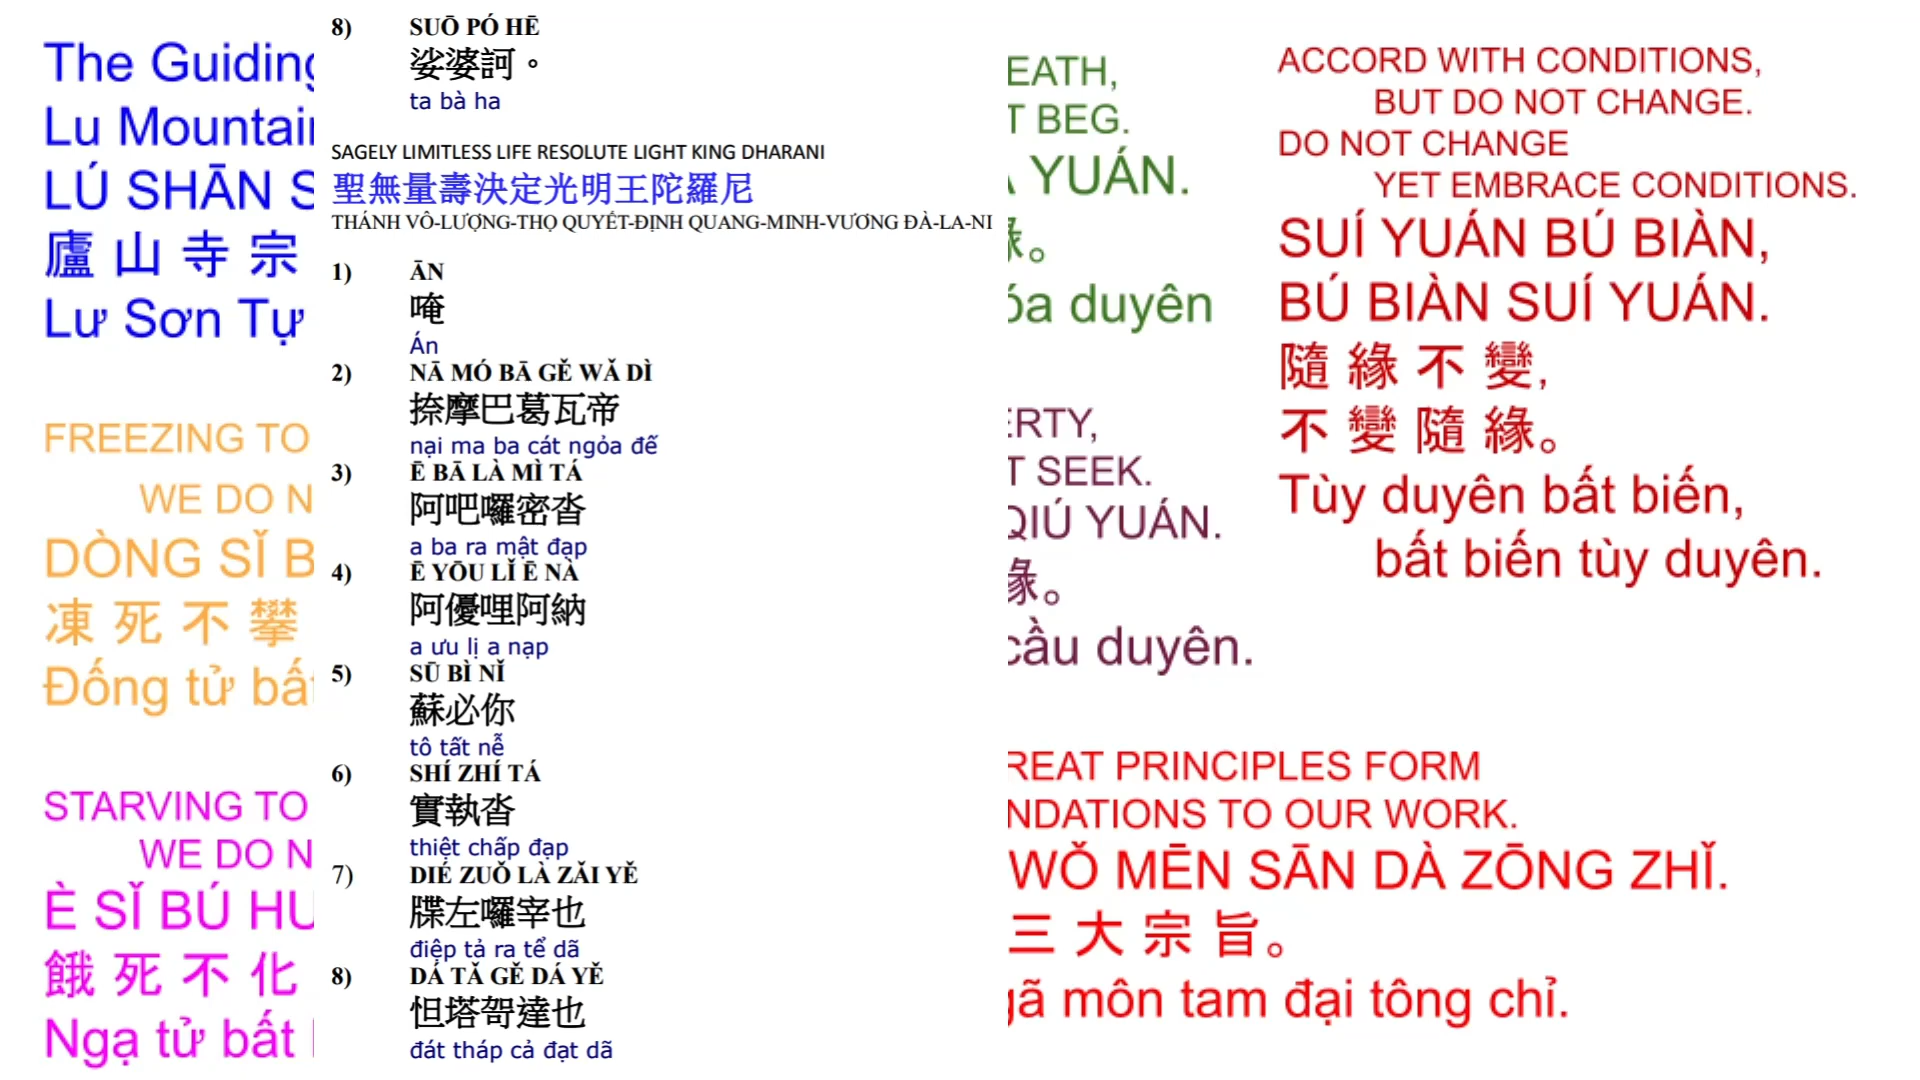 The Guiding
Lu Mountain
LÚ SHĀN S
廬 山 寺 宗
Lư Sơn Tự
FREEZING TO
WE DO N
DÒNG SǏ B
凍 死 不 攀
Đống tử bất
STARVING TO
WE DO N
È SǏ BÚ HU
餓 死 不 化
Ngạ tử bất
8) SUŌ PÓ HĒ
娑婆訶。
ta bà ha
SAGELY LIMITLESS LIFE RESOLUTE LIGHT KING DHARANI
聖無量壽決定光明王陀羅尼
THÁNH VÔ-LƯỢNG-THỌ QUYẾT-ĐỊNH QUANG-MINH-VƯƠNG ĐÀ-LA-NI
1) ĀN
唵
Án
2) NĀ MÓ BĀ GĚ WǍ DÌ
捺摩巴葛瓦帝
nại ma ba cát ngỏa đế
3) Ē BĀ LÀ MÌ TÁ
阿吧囉密沓
a ba ra mật đạp
4) Ē YŌU LǏ Ē NÀ
阿優哩阿納
a ưu lị a nạp
5) SŪ BÌ NǏ
蘇必你
tô tất nễ
6) SHÍ ZHÍ TÁ
實執沓
thiệt chấp đạp
7) DIÉ ZUǑ LÀ ZǍI YĚ
牒左囉宰也
điệp tả ra tể dã
8) DÁ TǍ GĚ DÁ YĚ
怛塔哿達也
đát tháp cả đạt dã
EATH,
T BEG.
YUÁN.
緣。
óa duyên
ERTY,
T SEEK.
QIÚ YUÁN.
緣。
cầu duyên.
ACCORD WITH CONDITIONS,
BUT DO NOT CHANGE.
DO NOT CHANGE
YET EMBRACE CONDITIONS.
SUÍ YUÁN BÚ BIÀN,
BÚ BIÀN SUÍ YUÁN.
隨 緣 不 變,
不 變 隨 緣。
Tùy duyên bất biến,
bất biến tùy duyên.
REAT PRINCIPLES FORM
NDATIONS TO OUR WORK.
WǑ MĒN SĀN DÀ ZŌNG ZHǏ.
三 大 宗 旨。
gã môn tam đại tông chỉ.